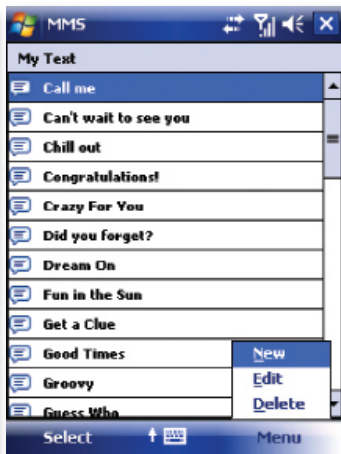 MMS
My Text
Call me
Can't wait to see you
Chill out
Congratulations!
Crazy For You
Did you forget?
Dream On
Fun in the Sun
Get a Clue
Good Times
Groovy
Guess Who
New
Edit
Delete
Select
Menu